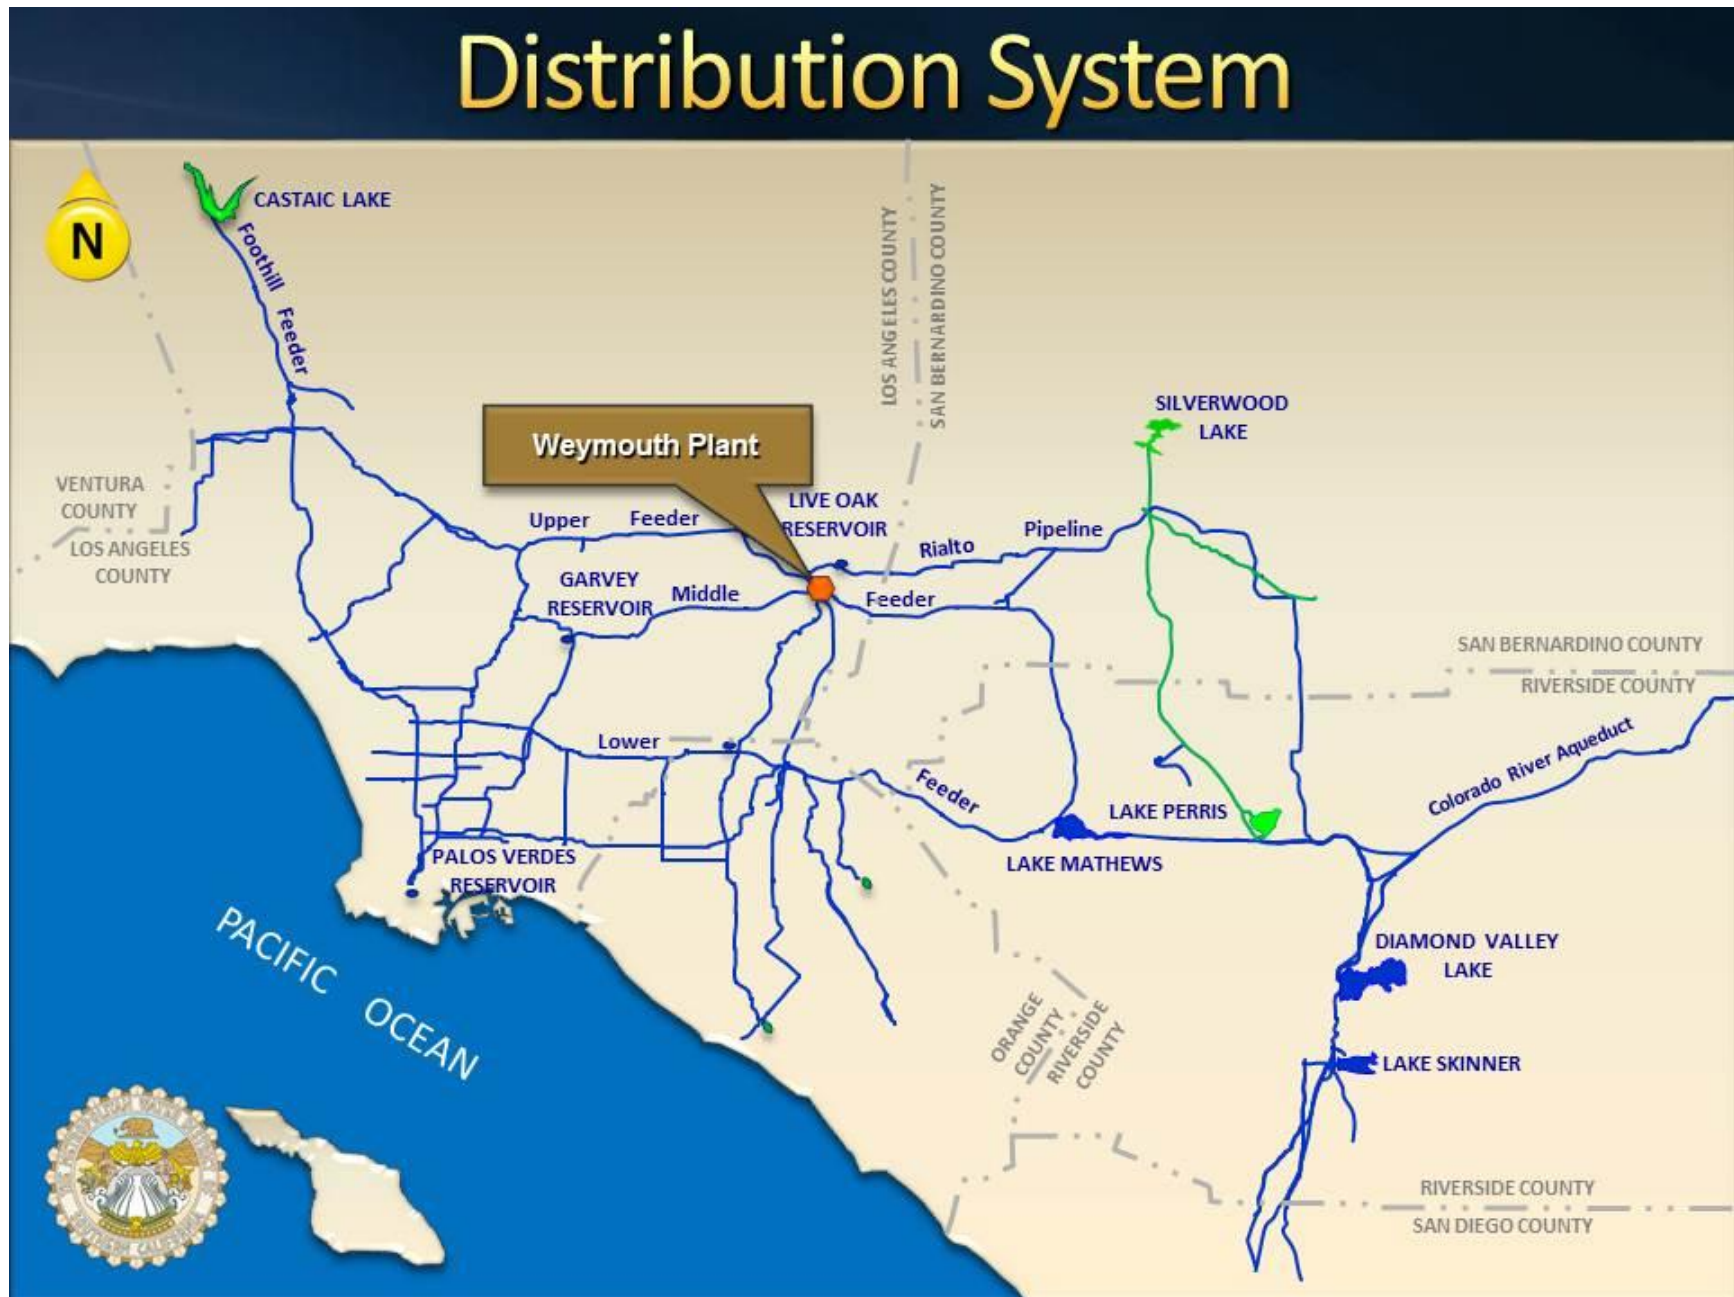 Distribution System
N
CASTAIC LAKE
Foothill Feeder
LOS ANGELES COUNTY
SAN BERNARDINO COUNTY
SILVERWOOD
LAKE
Weymouth Plant
VENTURA
COUNTY
LOS ANGELES
COUNTY
LIVE OAK
RESERVOIR
Upper Feeder
Rialto Pipeline
GARVEY
RESERVOIR
Middle Feeder
SAN BERNARDINO COUNTY
RIVERSIDE COUNTY
Lower Feeder
Colorado River Aqueduct
LAKE PERRIS
LAKE MATHEWS
PALOS VERDES
RESERVOIR
PACIFIC OCEAN
DIAMOND VALLEY
LAKE
ORANGE
COUNTY
RIVERSIDE
COUNTY
LAKE SKINNER
RIVERSIDE COUNTY
SAN DIEGO COUNTY